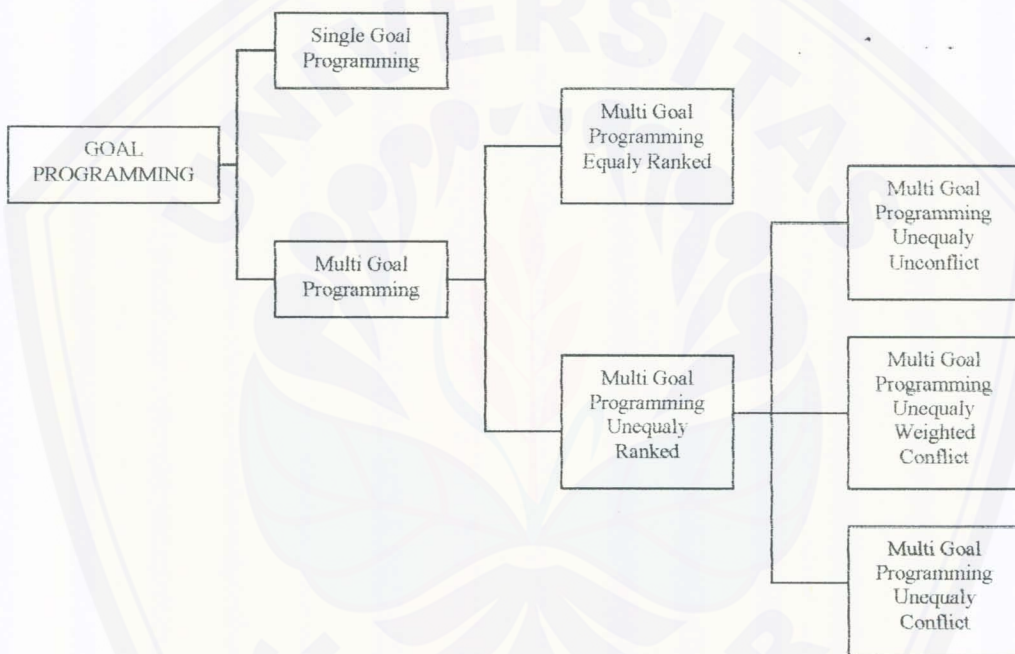 Single Goal
Programming
GOAL
PROGRAMMING
Multi Goal
Programming
Multi Goal
Programming
Equaly Ranked
Multi Goal
Programming
Unequaly
Ranked
Multi Goal
Programming
Unequaly
Unconflict
Multi Goal
Programming
Unequaly
Weighted
Conflict
Multi Goal
Programming
Unequaly
Conflict
UNIVERSITAS